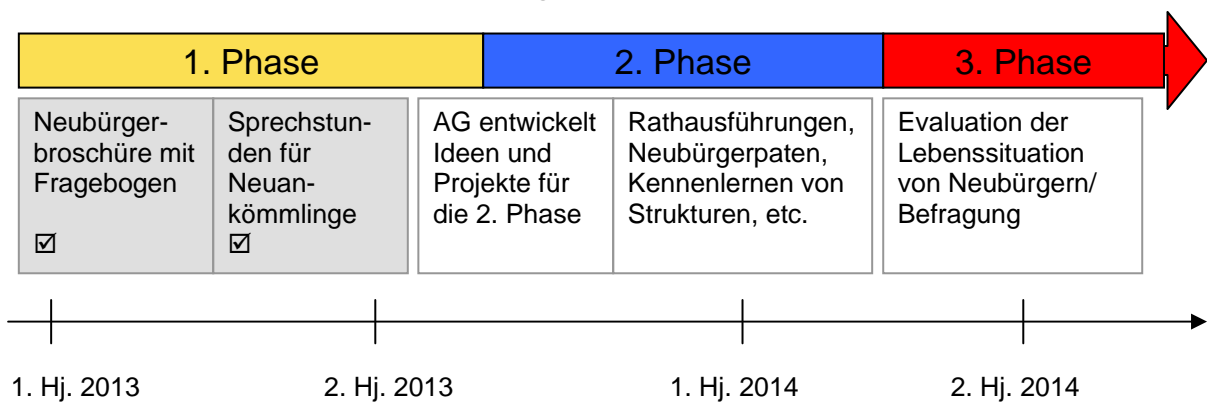 1. Phase
2. Phase
3. Phase
Neubürger-
broschüre mit
Fragebogen
☑
Sprechstun-
den für
Neuan-
kömmlinge
☑
AG entwickelt
Ideen und
Projekte für
die 2. Phase
Rathausführungen,
Neubürgerpaten,
Kennenlernen von
Strukturen, etc.
Evaluation der
Lebenssituation
von Neubürgern/
Befragung
1. Hj. 2013
2. Hj. 2013
1. Hj. 2014
2. Hj. 2014